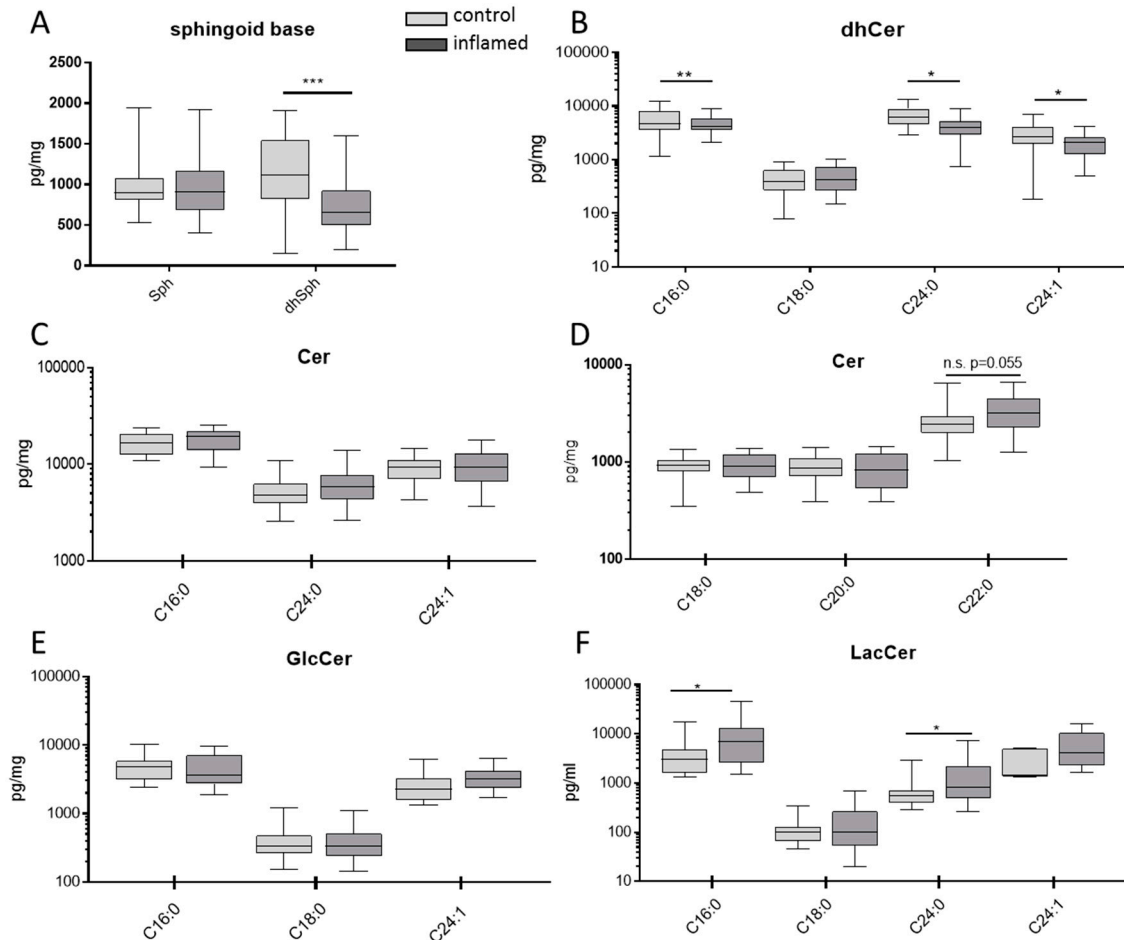 A
sphingoid base
control
inflamed
2500
2000
1500
1000
500
0
pg/mg
***
Sph
dhSph
B
dhCer
100000
10000
1000
100
10
pg/mg
**
*
*
C16:0
C18:0
C24:0
C24:1
C
Cer
100000
10000
1000
pg/mg
C16:0
C24:0
C24:1
D
Cer
10000
1000
100
pg/mg
n.s. p=0.055
C18:0
C20:0
C22:0
E
GlcCer
100000
10000
1000
100
pg/mg
C16:0
C18:0
C24:1
F
LacCer
100000
10000
1000
100
10
pg/ml
*
*
C16:0
C18:0
C24:0
C24:1